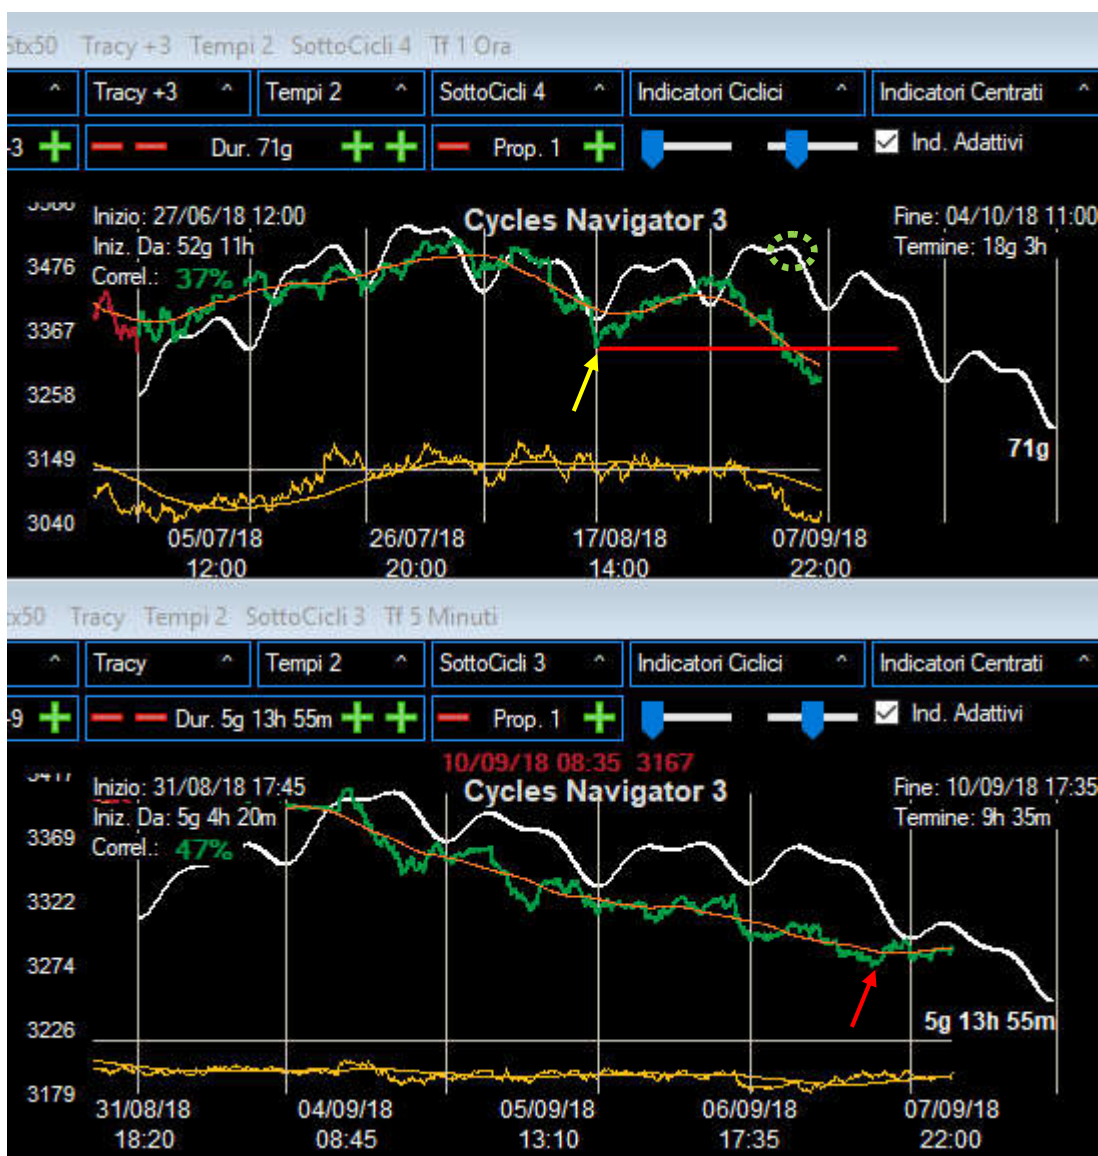 Tracy +3 Tempi 2 SottoCicli 4 Tf 1 Ora
^ Tracy +3 ^ Tempi 2 ^ SottoCicli 4 ^ Indicatori Ciclici ^ Indicatori Centrati ^
-3 Dur. 71g Prop. 1 Ind. Adattivi
Inizio: 27/06/18 12:00 Cycles Navigator 3 Fine: 04/10/18 11:00
Iniz. Da: 52g 11h Termine: 18g 3h
3476
Correl.: 37%
3367
3258
71g
3149
3040
05/07/18 26/07/18 17/08/18 07/09/18
12:00 20:00 14:00 22:00
x50 Tracy Tempi 2 SottoCicli 3 Tf 5 Minuti
^ Tracy ^ Tempi 2 ^ SottoCicli 3 ^ Indicatori Ciclici ^ Indicatori Centrati ^
-9 Dur. 5g 13h 55m Prop. 1 Ind. Adattivi
10/09/18 08:35 3167
Inizio: 31/08/18 17:45 Cycles Navigator 3 Fine: 10/09/18 17:35
Iniz. Da: 5g 4h 20m Termine: 9h 35m
3369
Correl.: 47%
3322
3274
5g 13h 55m
3226
3179
31/08/18 04/09/18 05/09/18 06/09/18 07/09/18
18:20 08:45 13:10 17:35 22:00